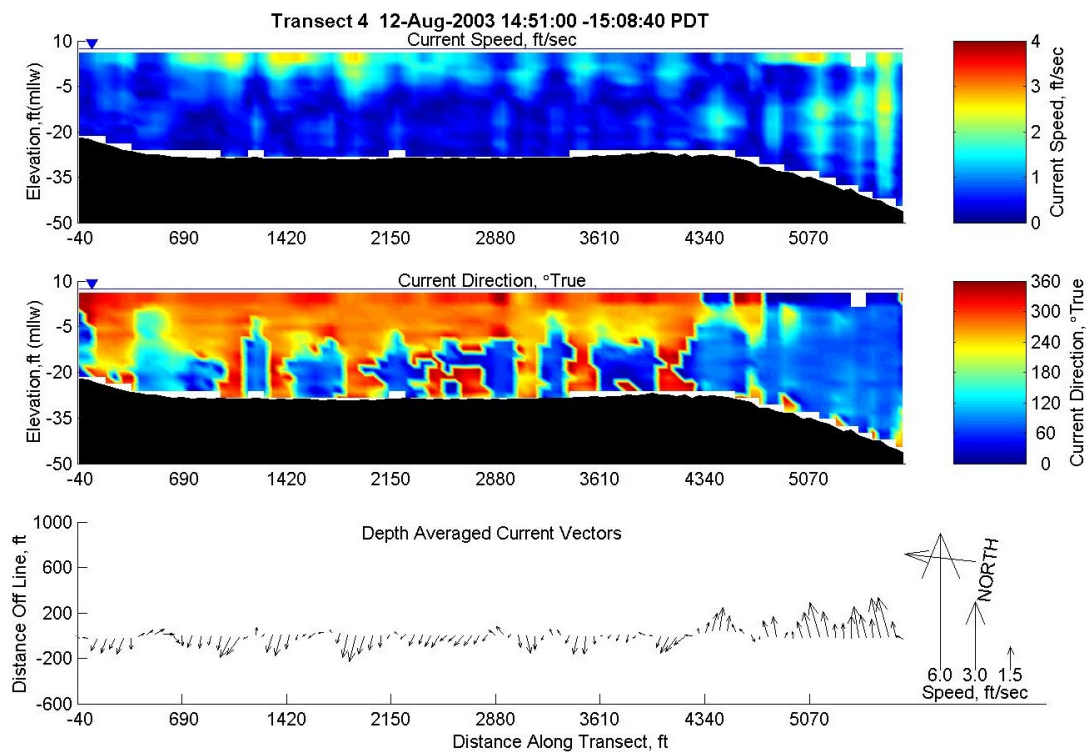 Transect 4 12-Aug-2003 14:51:00 -15:08:40 PDT
Current Speed, ft/sec
10
-5
-20
-35
-50
Elevation,ft(mllw)
-40 690 1420 2150 2880 3610 4340 5070
4
3
2
1
0
Current Speed, ft/sec
Current Direction, °True
10
-5
-20
-35
-50
Elevation,ft (mllw)
-40 690 1420 2150 2880 3610 4340 5070
360
300
240
180
120
60
0
Current Direction, °True
Depth Averaged Current Vectors
1000
600
200
-200
-600
Distance Off Line, ft
-40 690 1420 2150 2880 3610 4340 5070
Distance Along Transect, ft
NORTH
6.0 3.0 1.5
Speed, ft/sec